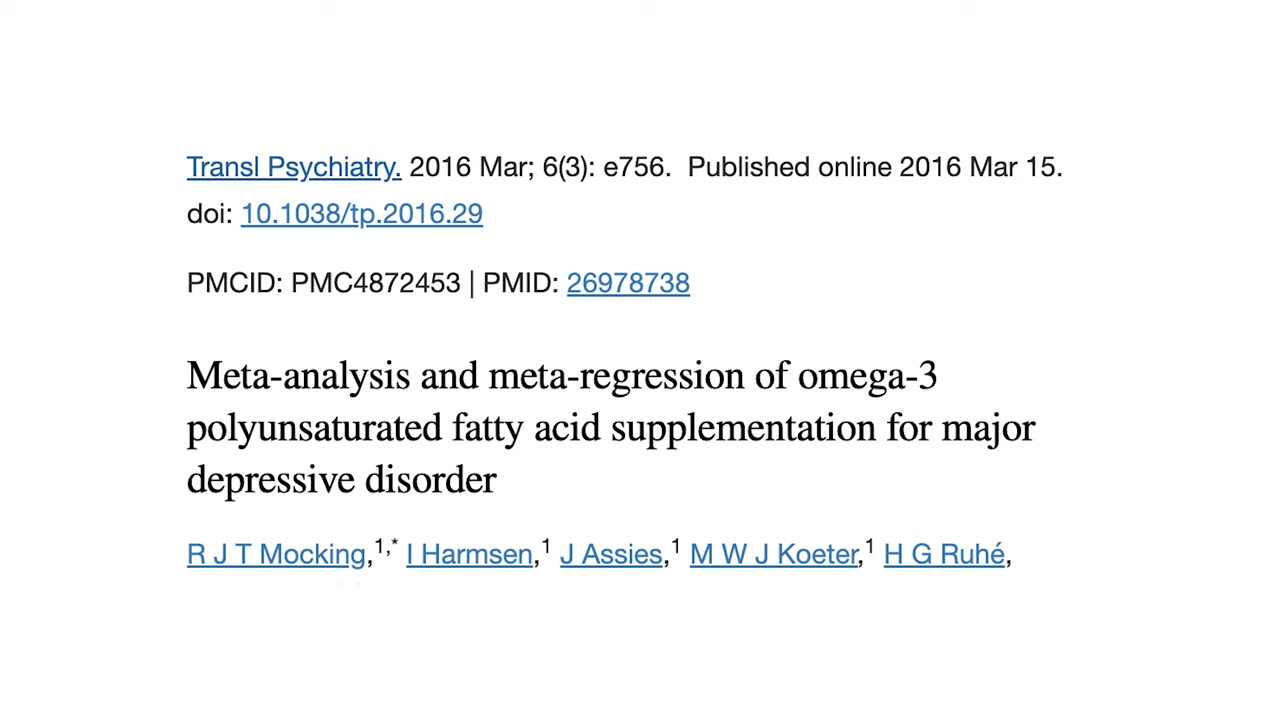 Transl Psychiatry. 2016 Mar; 6(3): e756.  Published online 2016 Mar 15.
doi: 10.1038/tp.2016.29
PMCID: PMC4872453 | PMID: 26978738
Meta-analysis and meta-regression of omega-3
polyunsaturated fatty acid supplementation for major
depressive disorder
R J T Mocking,1,* I Harmsen,1 J Assies,1 M W J Koeter,1 H G Ruhé,